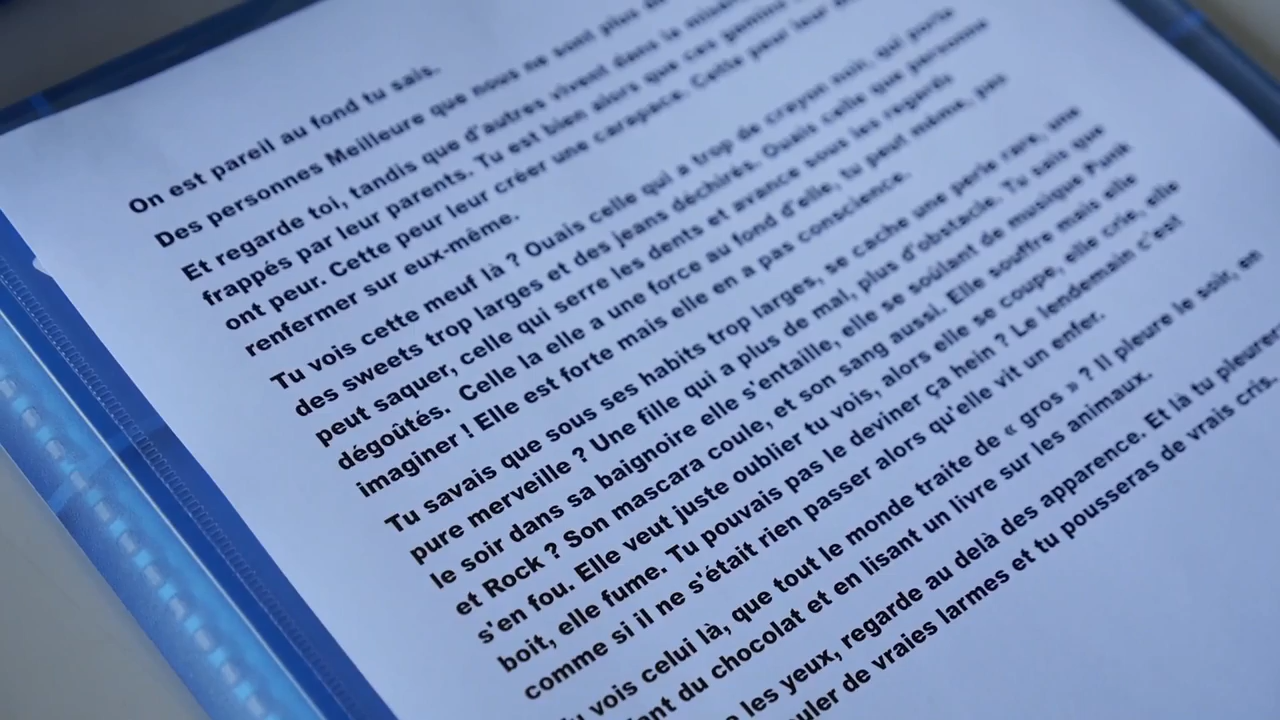 On est pareil au fond tu sais.
Des personnes Meilleure que nous ne sont plus
Et regarde toi, tandis que d'autres vivent dans la misère
frappés par leur parents. Tu est bien alors que ces gamins
ont peur. Cette peur leur créer une carapace. Cette peur leur
renfermer sur eux-même.
Tu vois cette meuf là ? Ouais celle qui a trop de crayon noir, qui porte
des sweets trop larges et des jeans déchirés. Ouais celle que personne
peut saquer, celle qui serre les dents et avance sous les regards
dégoûtés. Celle la elle a une force au fond d'elle, tu peut même, pas
imaginer ! Elle est forte mais elle en a pas conscience.
Tu savais que sous ses habits trop larges, se cache une perle rare, une
pure merveille ? Une fille qui a plus de mal, plus d'obstacle. Tu sais que
le soir dans sa baignoire elle s'entaille, elle se soûlant de musique Punk
et Rock ? Son mascara coule, et son sang aussi. Elle souffre mais elle
s'en fou. Elle veut juste oublier tu vois, alors elle se coupe, elle crie, elle
boit, elle fume. Tu pouvais pas le deviner ça hein ? Le lendemain c'est
comme si il ne s'était rien passer alors qu'elle vit un enfer.
vois celui là, que tout le monde traite de « gros » ? Il pleure le soir, en
du chocolat et en lisant un livre sur les animaux.
les yeux, regarde au delà des apparence. Et là tu pleures
de vraies larmes et tu pousseras de vrais cris.